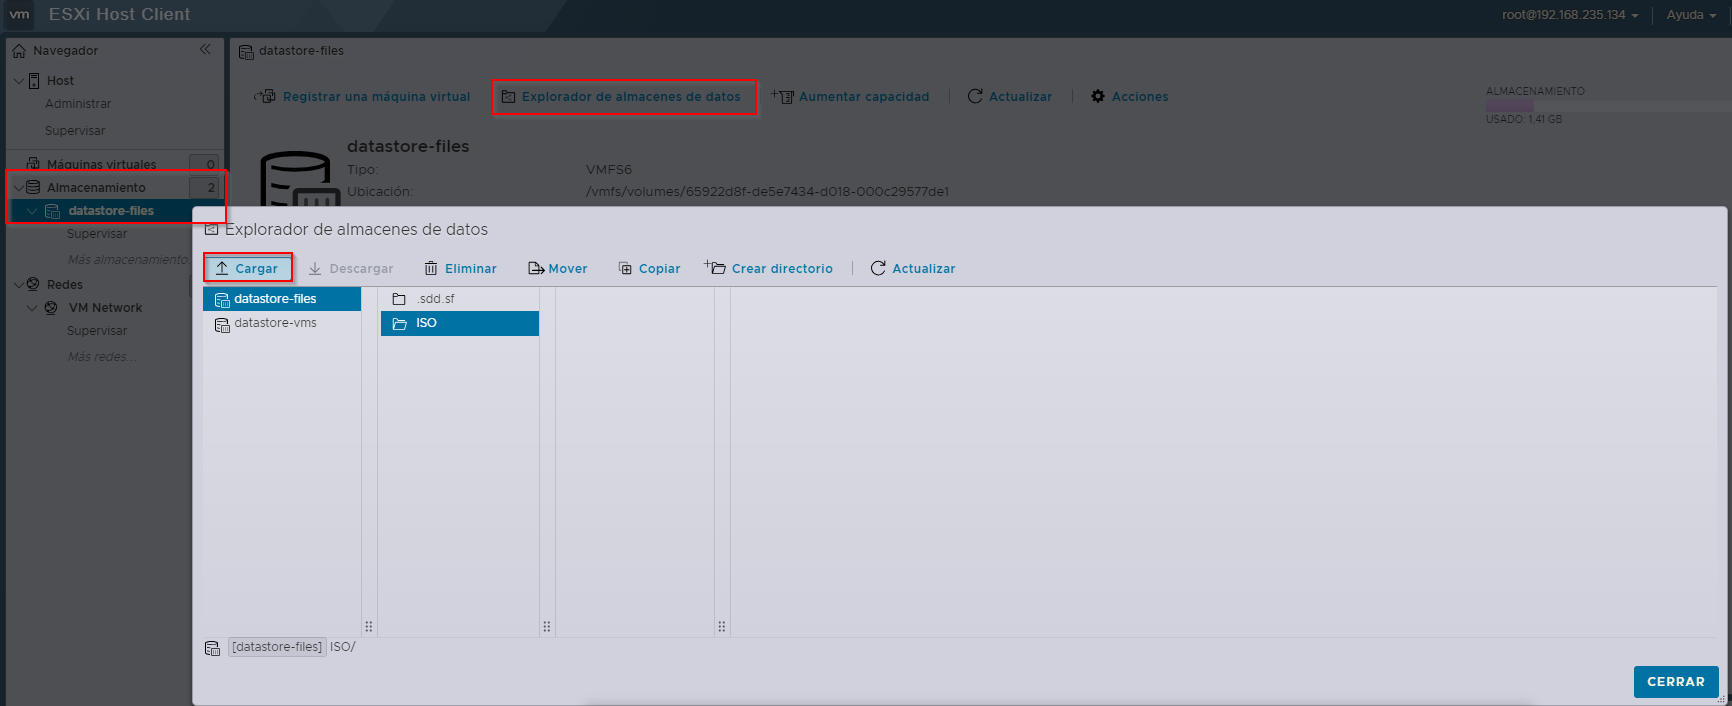 vm ESXi Host Client
root@192.168.235.134
Ayuda
Navegador
Host
Administrar
Supervisar
Máquinas virtuales 0
Almacenamiento 2
datastore-files
Supervisar
Más almacenamiento.
Redes
VM Network
Supervisar
Más redes...
datastore-files
Registrar una máquina virtual
Explorador de almacenes de datos
Aumentar capacidad
Actualizar
Acciones
ALMACENAMIENTO
USADO: 1,41 GB
datastore-files
Tipo: VMFS6
Ubicación: /vmfs/volumes/65922d8f-de5e7434-d018-000c29577de1
Explorador de almacenes de datos
Cargar
Descargar
Eliminar
Mover
Copiar
Crear directorio
Actualizar
datastore-files
datastore-vms
.sdd.sf
ISO
[datastore-files] ISO/
CERRAR